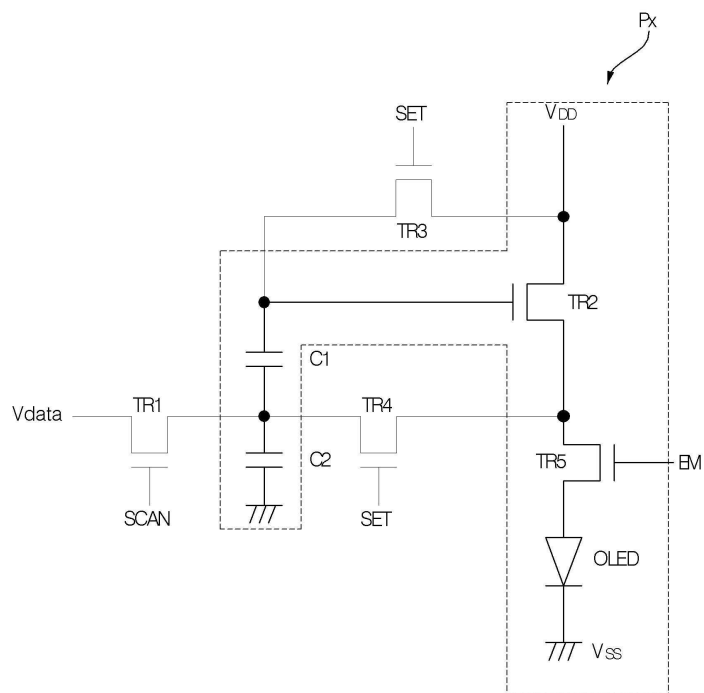 Px
VDD
SET
TR3
TR2
C1
Vdata
TR1
TR4
C2
TR5
EM
SCAN
SET
OLED
VSS